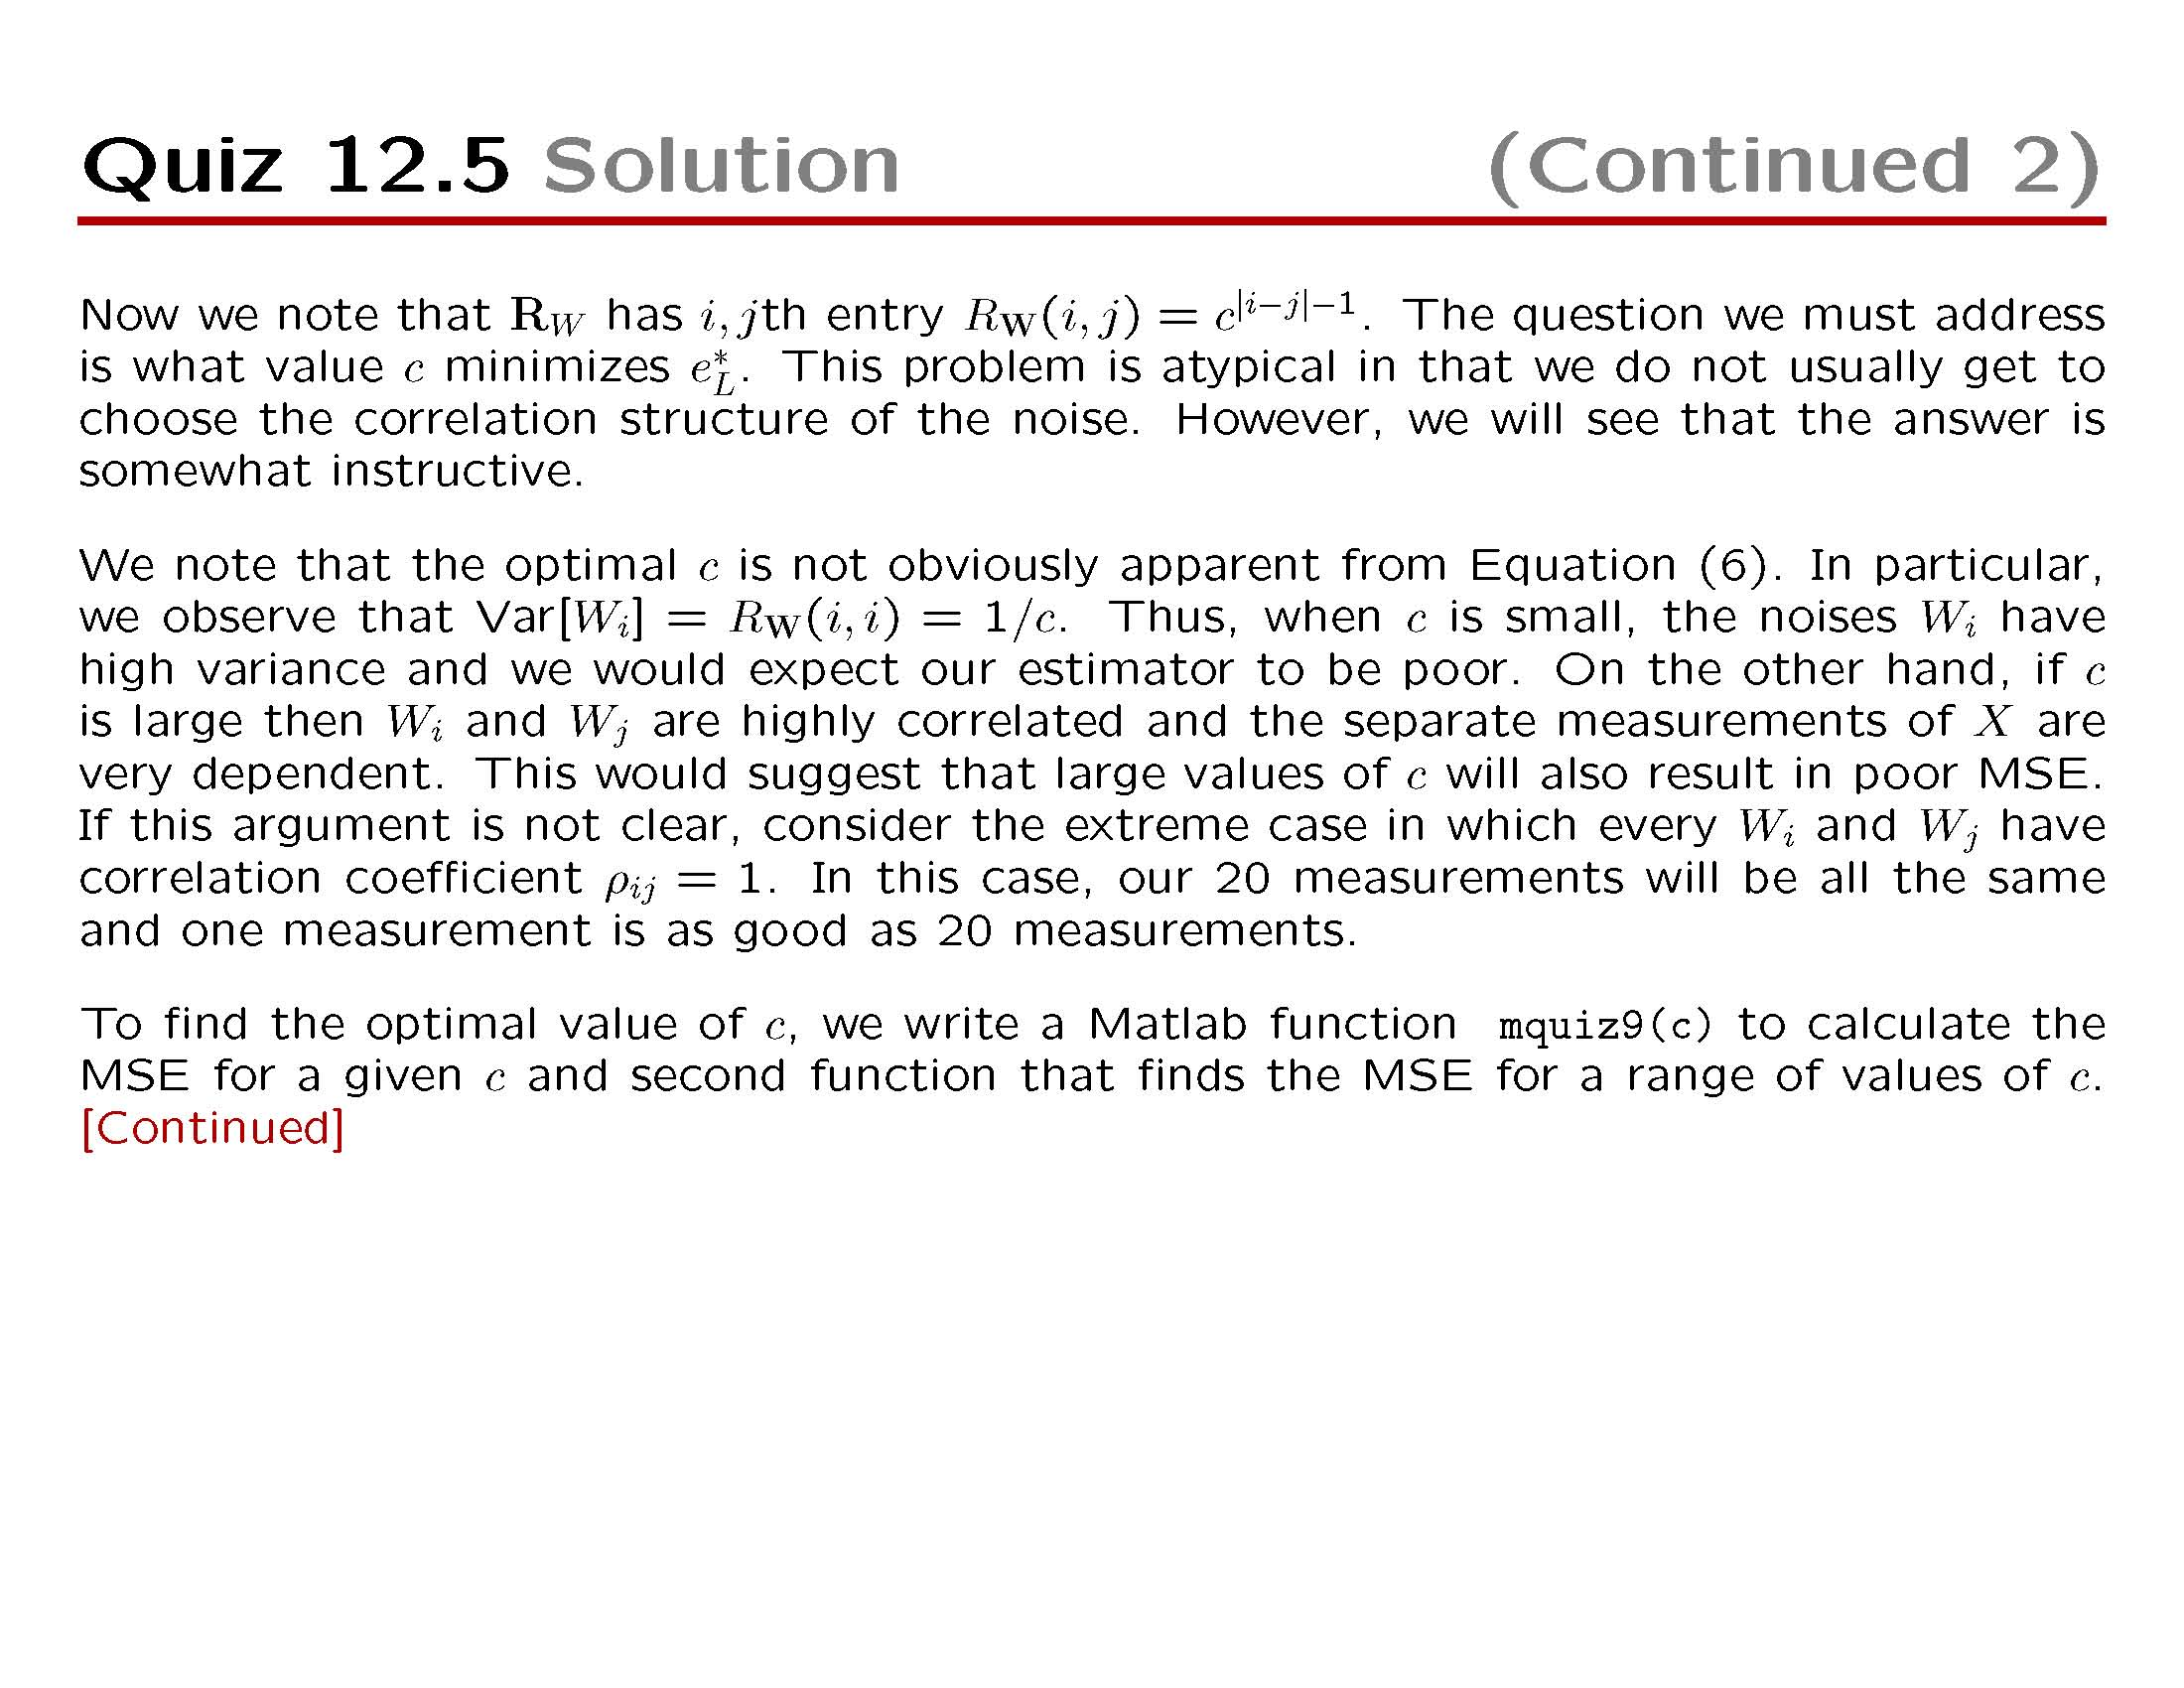 Quiz 12.5 Solution (Continued 2)
Now we note that R_W has i, jth entry R_W(i, j) = c^{|i−j|−1}. The question we must address
is what value c minimizes e*_L. This problem is atypical in that we do not usually get to
choose the correlation structure of the noise. However, we will see that the answer is
somewhat instructive.
We note that the optimal c is not obviously apparent from Equation (6). In particular,
we observe that Var[W_i] = R_W(i, i) = 1/c. Thus, when c is small, the noises W_i have
high variance and we would expect our estimator to be poor. On the other hand, if c
is large then W_i and W_j are highly correlated and the separate measurements of X are
very dependent. This would suggest that large values of c will also result in poor MSE.
If this argument is not clear, consider the extreme case in which every W_i and W_j have
correlation coefficient ρ_ij = 1. In this case, our 20 measurements will be all the same
and one measurement is as good as 20 measurements.
To find the optimal value of c, we write a Matlab function mquiz9(c) to calculate the
MSE for a given c and second function that finds the MSE for a range of values of c.
[Continued]